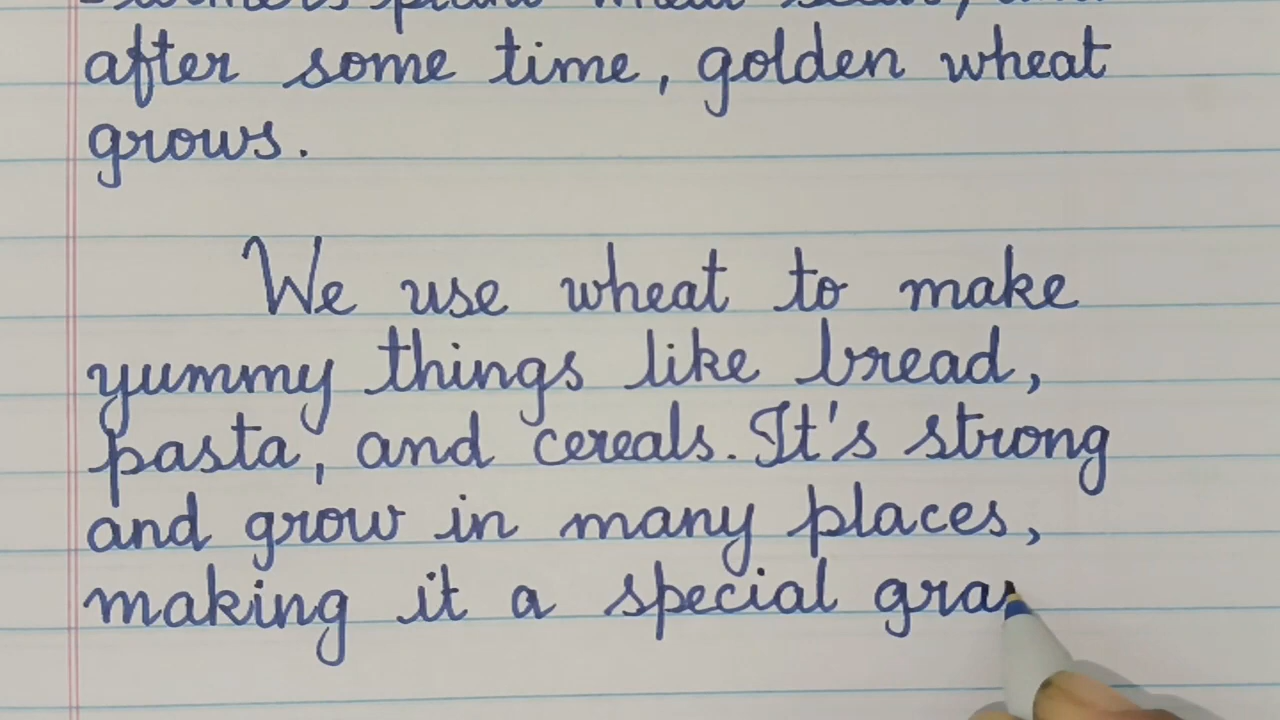 after some time, golden wheat
grows.
We use wheat to make
yummy things like bread,
pasta, and cereals. It's strong
and grow in many places,
making it a special